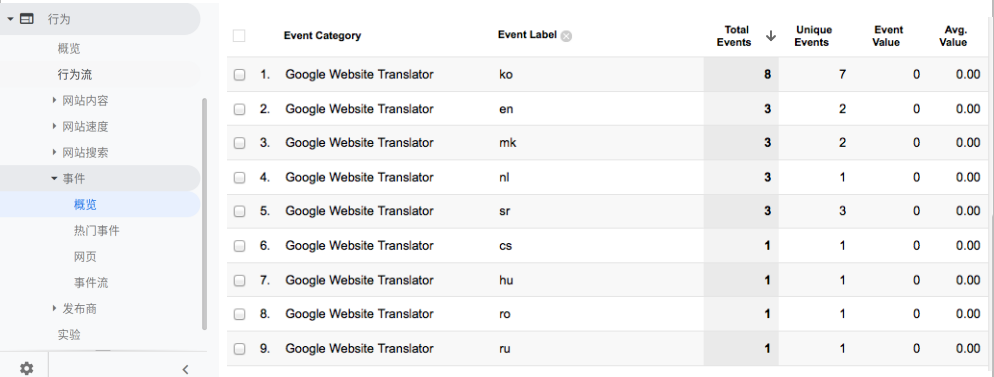 行为
概览
行为流
网站内容
网站速度
网站搜索
事件
概览
热门事件
网页
事件流
发布商
实验
Event Category Event Label Total Events Unique Events Event Value Avg. Value
1. Google Website Translator ko 8 7 0 0.00
2. Google Website Translator en 3 2 0 0.00
3. Google Website Translator mk 3 2 0 0.00
4. Google Website Translator nl 3 1 0 0.00
5. Google Website Translator sr 3 3 0 0.00
6. Google Website Translator cs 1 1 0 0.00
7. Google Website Translator hu 1 1 0 0.00
8. Google Website Translator ro 1 1 0 0.00
9. Google Website Translator ru 1 1 0 0.00